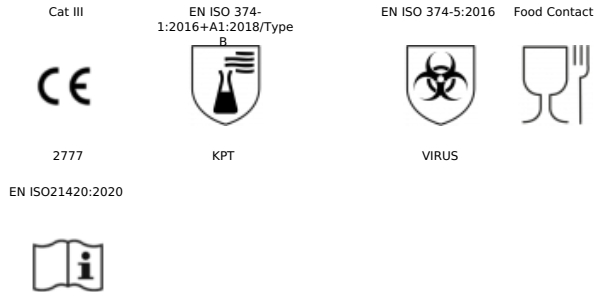 Cat III
EN ISO 374-
1:2016+A1:2018/Type
B
EN ISO 374-5:2016
Food Contact
CE
2777
KPT
VIRUS
EN ISO21420:2020
i